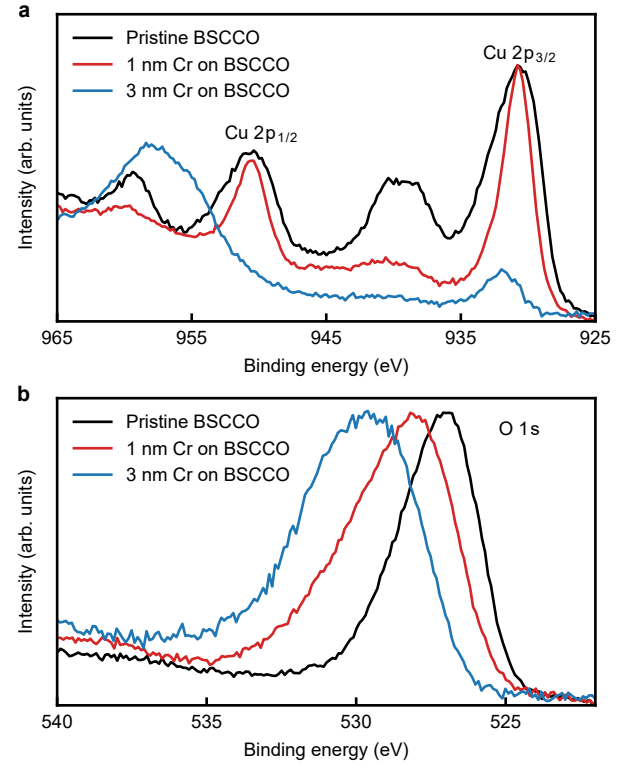 a
Pristine BSCCO
1 nm Cr on BSCCO
3 nm Cr on BSCCO
Cu 2p1/2
Cu 2p3/2
Intensity (arb. units)
965 955 945 935 925
Binding energy (eV)
b
Pristine BSCCO
1 nm Cr on BSCCO
3 nm Cr on BSCCO
O 1s
Intensity (arb. units)
540 535 530 525
Binding energy (eV)